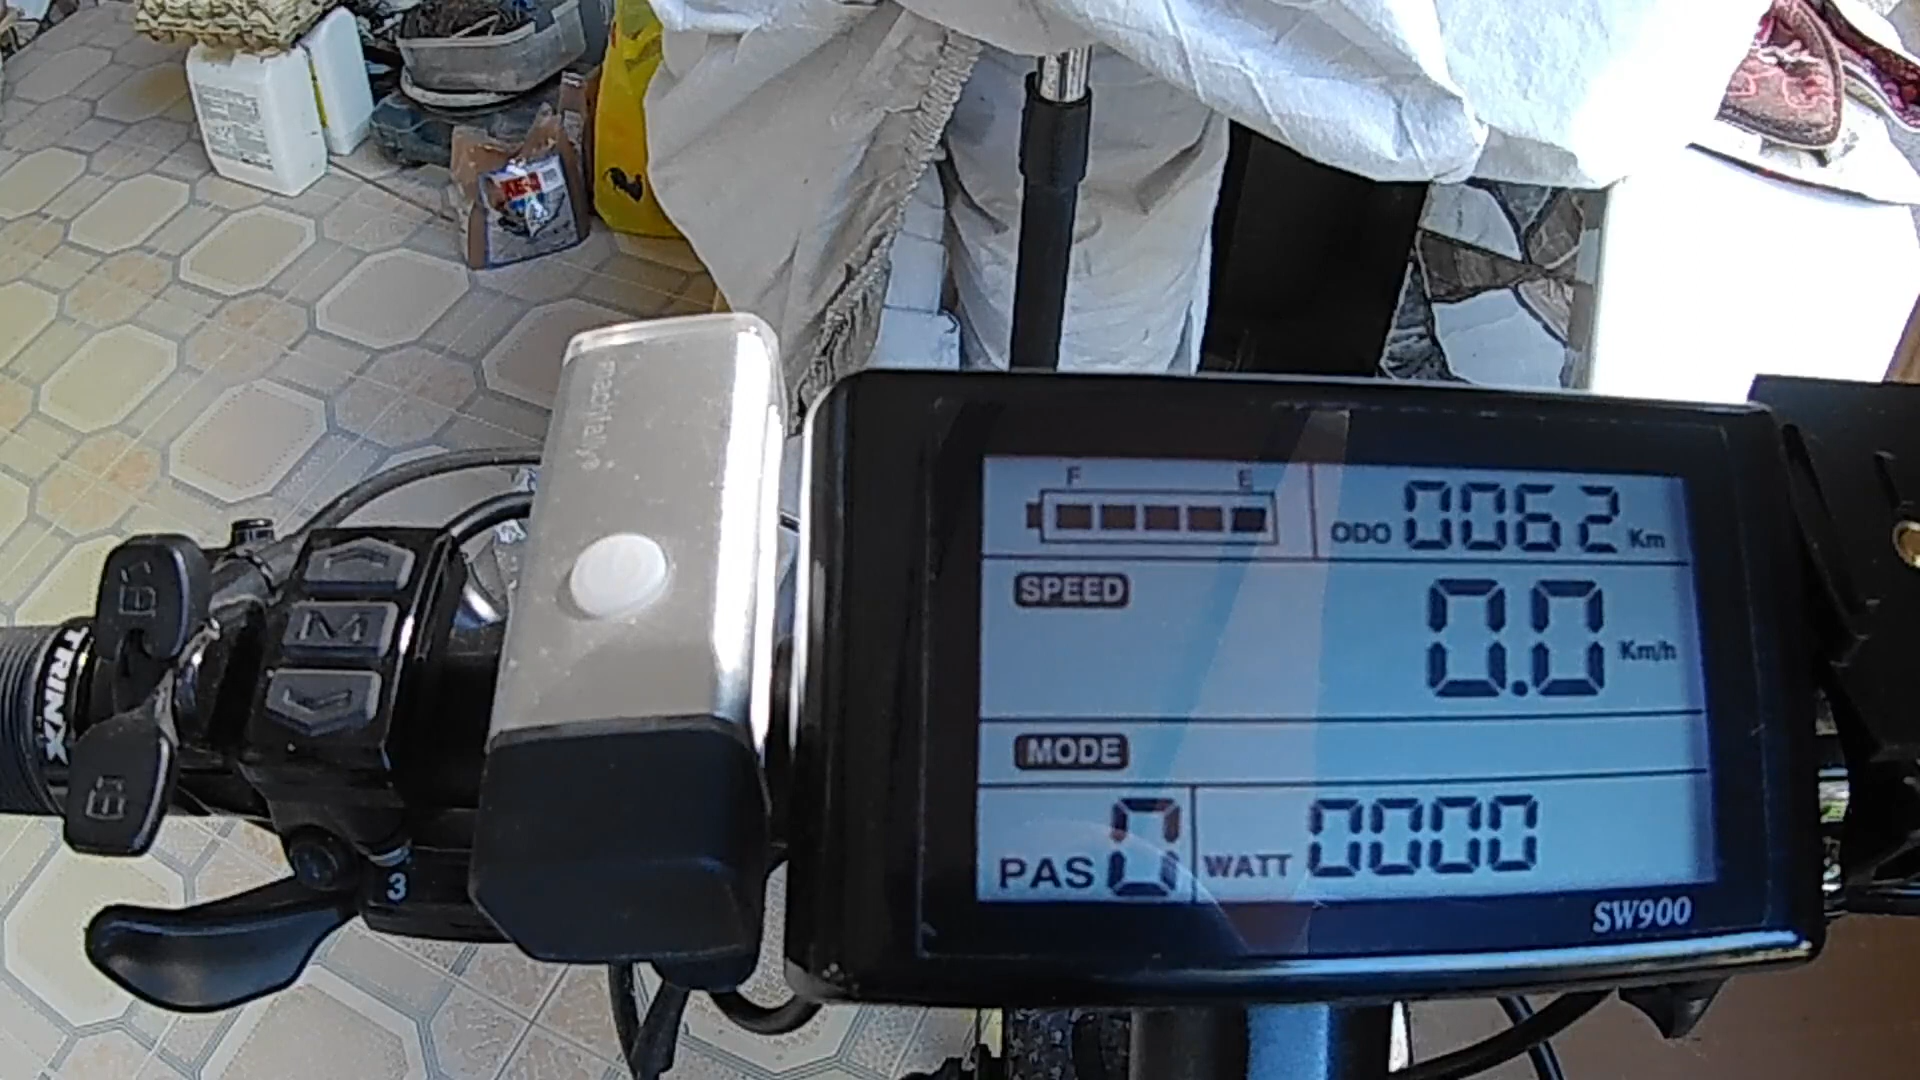 F E
ODO 0062 Km
SPEED
0.0 Km/h
MODE
PAS 0 WATT 0000
SW900
M
TRINX
3